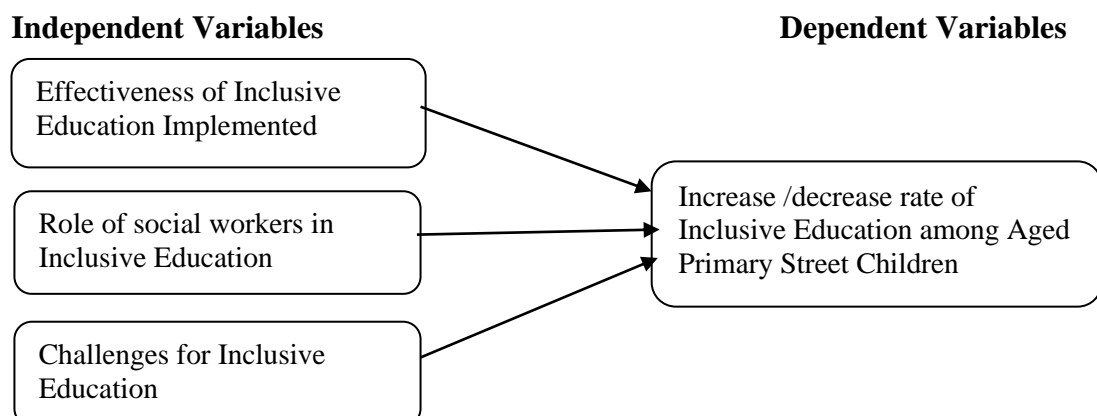 Independent Variables
Dependent Variables
Effectiveness of Inclusive
Education Implemented
Role of social workers in
Inclusive Education
Challenges for Inclusive
Education
Increase /decrease rate of
Inclusive Education among Aged
Primary Street Children